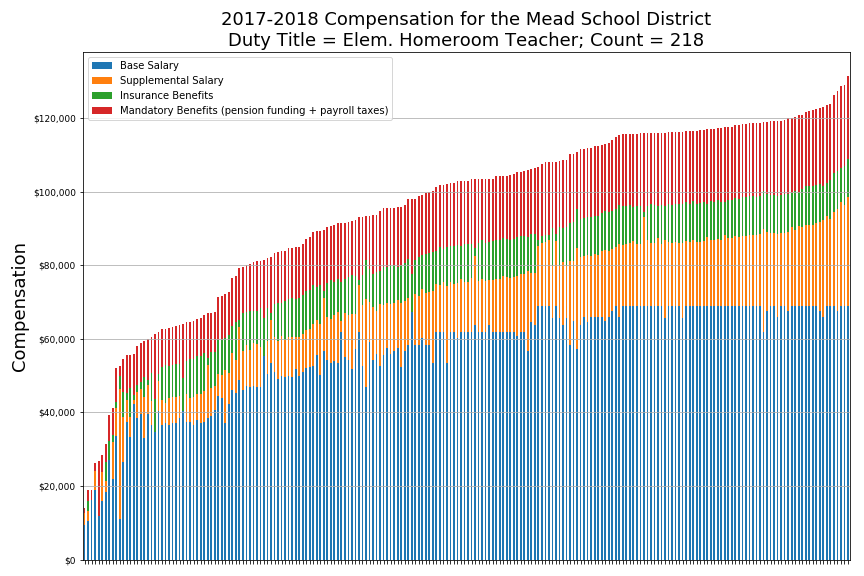 2017-2018 Compensation for the Mead School District
Duty Title = Elem. Homeroom Teacher; Count = 218
Base Salary
Supplemental Salary
Insurance Benefits
Mandatory Benefits (pension funding + payroll taxes)
$120,000
$100,000
$80,000
$60,000
$40,000
$20,000
$0
Compensation